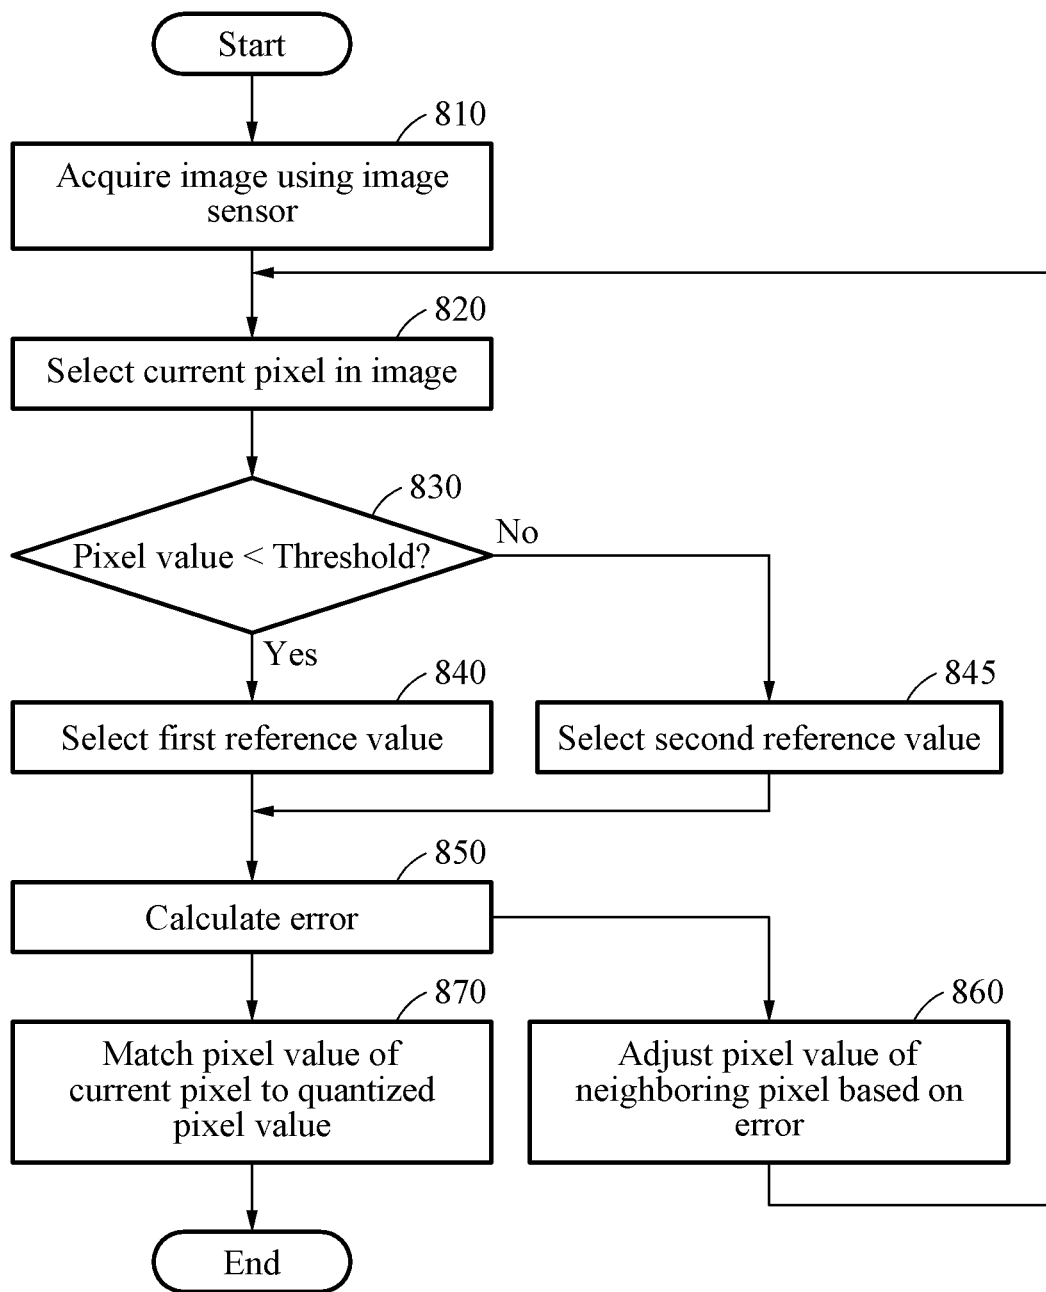 Start
810
Acquire image using image
sensor
820
Select current pixel in image
830
Pixel value < Threshold?
No
Yes
840
Select first reference value
845
Select second reference value
850
Calculate error
870
Match pixel value of
current pixel to quantized
pixel value
860
Adjust pixel value of
neighboring pixel based on
error
End